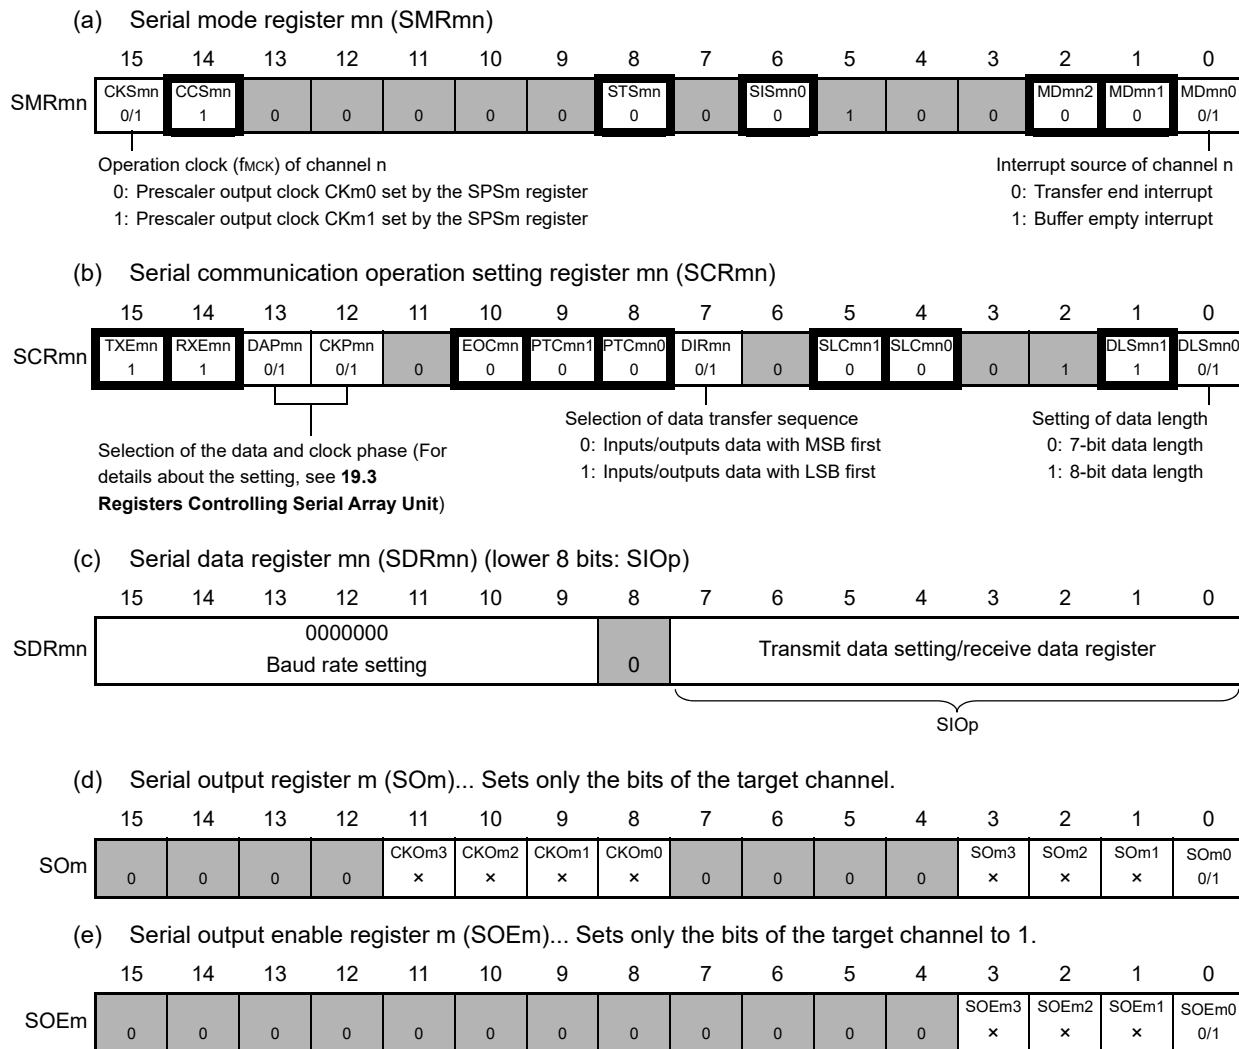 (a) Serial mode register mn (SMRmn)
15 14 13 12 11 10 9 8 7 6 5 4 3 2 1 0
SMRmn CKSmn CCSmn STSmn SISmn0 MDmn2 MDmn1 MDmn0
0/1 1 0 0 0 0 0 0 0 0 1 0 0 0 0 0/1
Operation clock (fMCK) of channel n Interrupt source of channel n
0: Prescaler output clock CKm0 set by the SPSm register 0: Transfer end interrupt
1: Prescaler output clock CKm1 set by the SPSm register 1: Buffer empty interrupt
(b) Serial communication operation setting register mn (SCRmn)
15 14 13 12 11 10 9 8 7 6 5 4 3 2 1 0
SCRmn TXEmn RXEmn DAPmn CKPmn EOCmn PTCmn1 PTCmn0 DIRmn SLCmn1 SLCmn0 DLSmn1 DLSmn0
1 1 0/1 0/1 0 0 0 0 0/1 0 0 0 0 1 1 0/1
Selection of data transfer sequence Setting of data length
0: Inputs/outputs data with MSB first 0: 7-bit data length
1: Inputs/outputs data with LSB first 1: 8-bit data length
Selection of the data and clock phase (For
details about the setting, see 19.3
Registers Controlling Serial Array Unit)
(c) Serial data register mn (SDRmn) (lower 8 bits: SIOp)
15 14 13 12 11 10 9 8 7 6 5 4 3 2 1 0
SDRmn 0000000
Baud rate setting 0 Transmit data setting/receive data register
SIOp
(d) Serial output register m (SOm)... Sets only the bits of the target channel.
15 14 13 12 11 10 9 8 7 6 5 4 3 2 1 0
SOm CKOm3 CKOm2 CKOm1 CKOm0 SOm3 SOm2 SOm1 SOm0
0 0 0 0 × × × × 0 0 0 0 × × × 0/1
(e) Serial output enable register m (SOEm)... Sets only the bits of the target channel to 1.
15 14 13 12 11 10 9 8 7 6 5 4 3 2 1 0
SOEm SOEm3 SOEm2 SOEm1 SOEm0
0 0 0 0 0 0 0 0 0 0 0 0 × × × 0/1